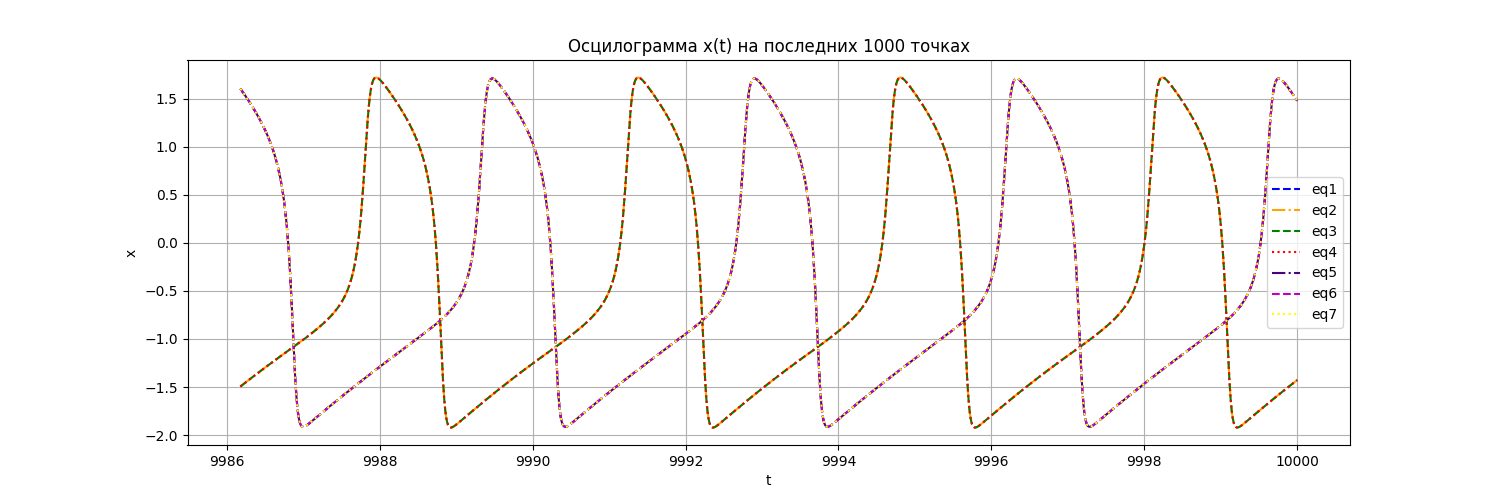 Осцилограмма x(t) на последних 1000 точках
x
1.5
1.0
0.5
0.0
−0.5
−1.0
−1.5
−2.0
eq1
eq2
eq3
eq4
eq5
eq6
eq7
9986
9988
9990
9992
9994
9996
9998
10000
t